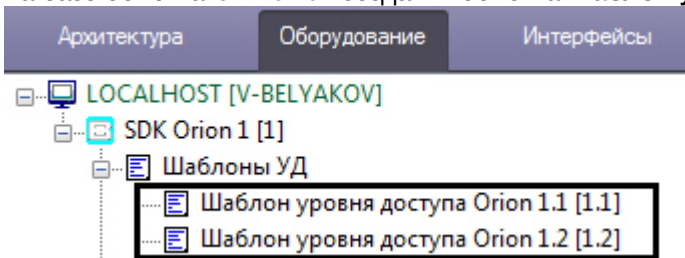 Архитектура Оборудование Интерфейсы
LOCALHOST [V-BELYAKOV]
SDK Orion 1 [1]
Шаблоны УД
Шаблон уровня доступа Orion 1.1 [1.1]
Шаблон уровня доступа Orion 1.2 [1.2]